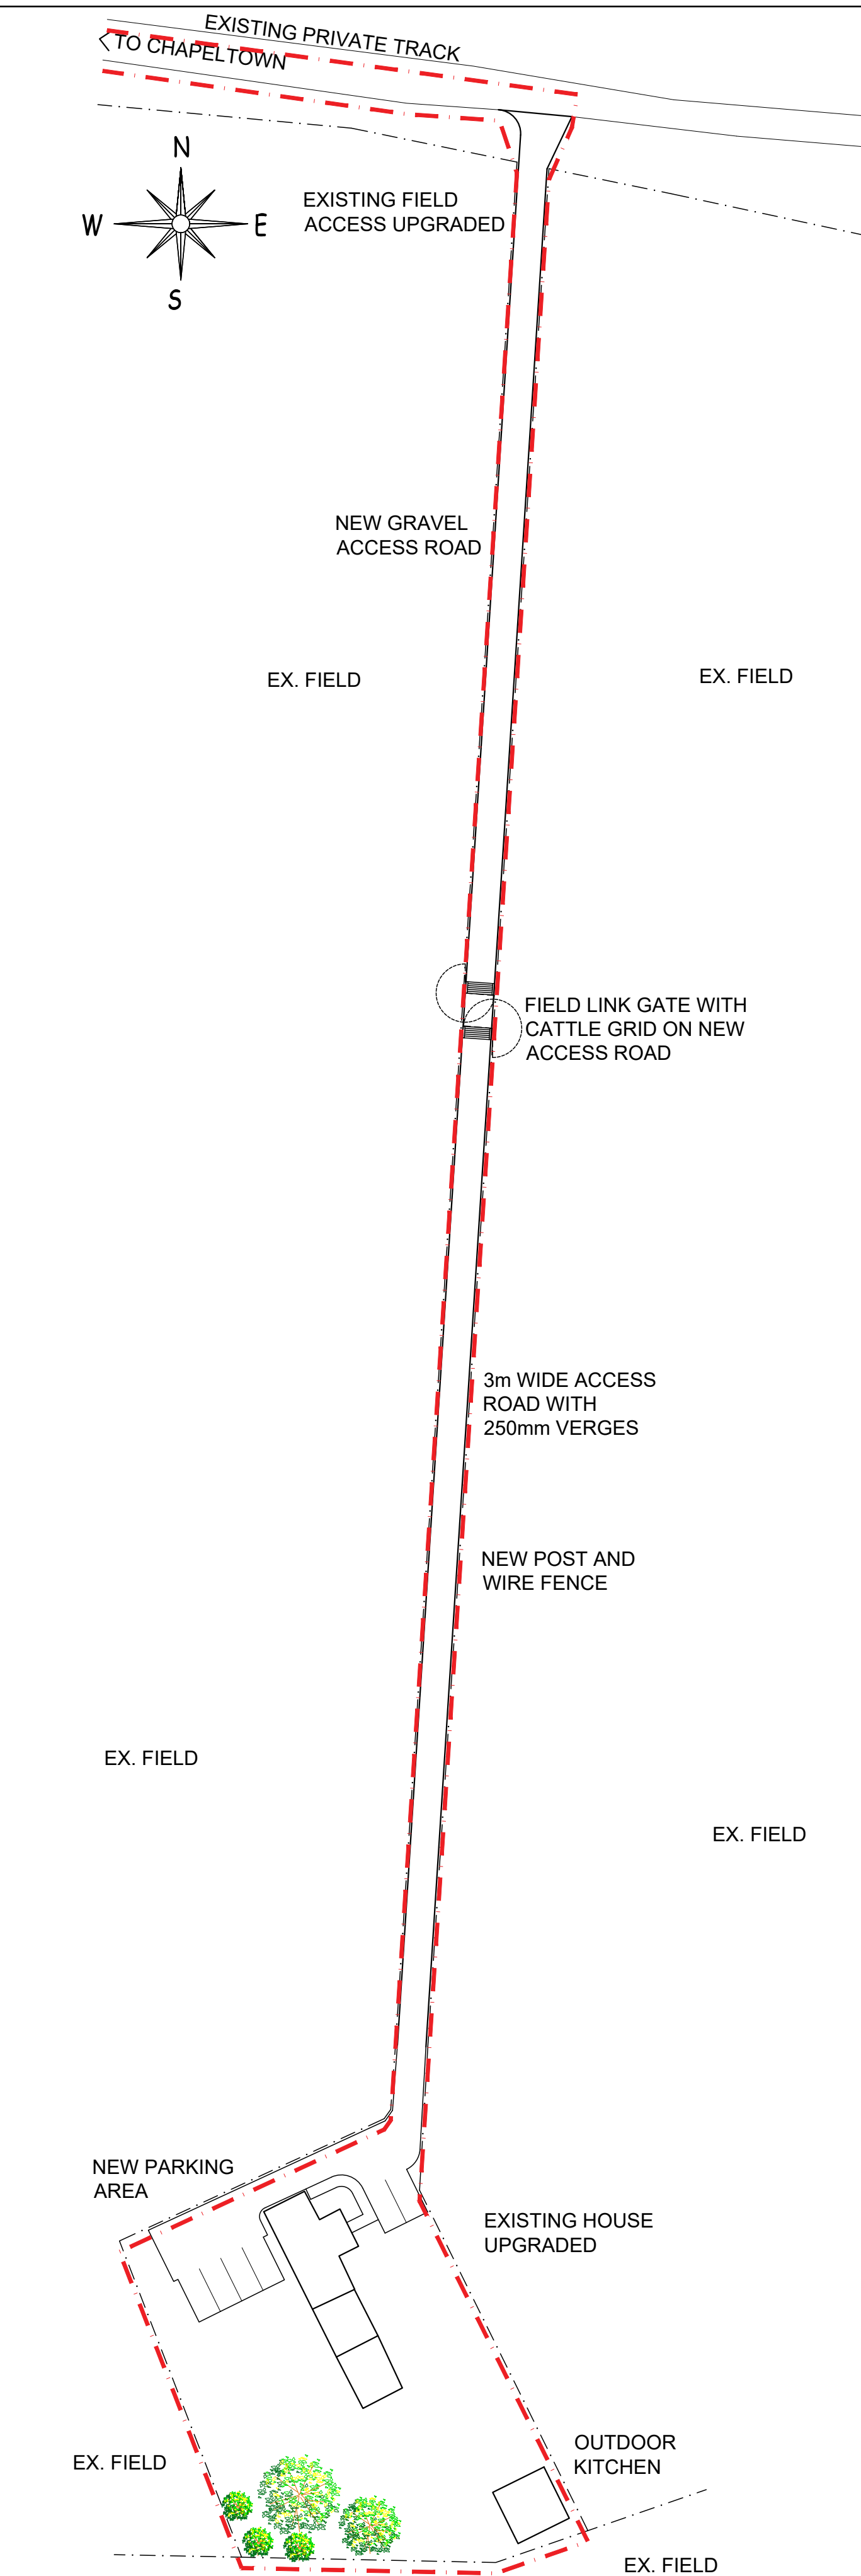 EXISTING PRIVATE TRACK
TO CHAPELTOWN
N
W E
S
EXISTING FIELD
ACCESS UPGRADED
NEW GRAVEL
ACCESS ROAD
EX. FIELD
EX. FIELD
FIELD LINK GATE WITH
CATTLE GRID ON NEW
ACCESS ROAD
3m WIDE ACCESS
ROAD WITH
250mm VERGES
NEW POST AND
WIRE FENCE
EX. FIELD
EX. FIELD
NEW PARKING
AREA
EXISTING HOUSE
UPGRADED
OUTDOOR
KITCHEN
EX. FIELD
EX. FIELD